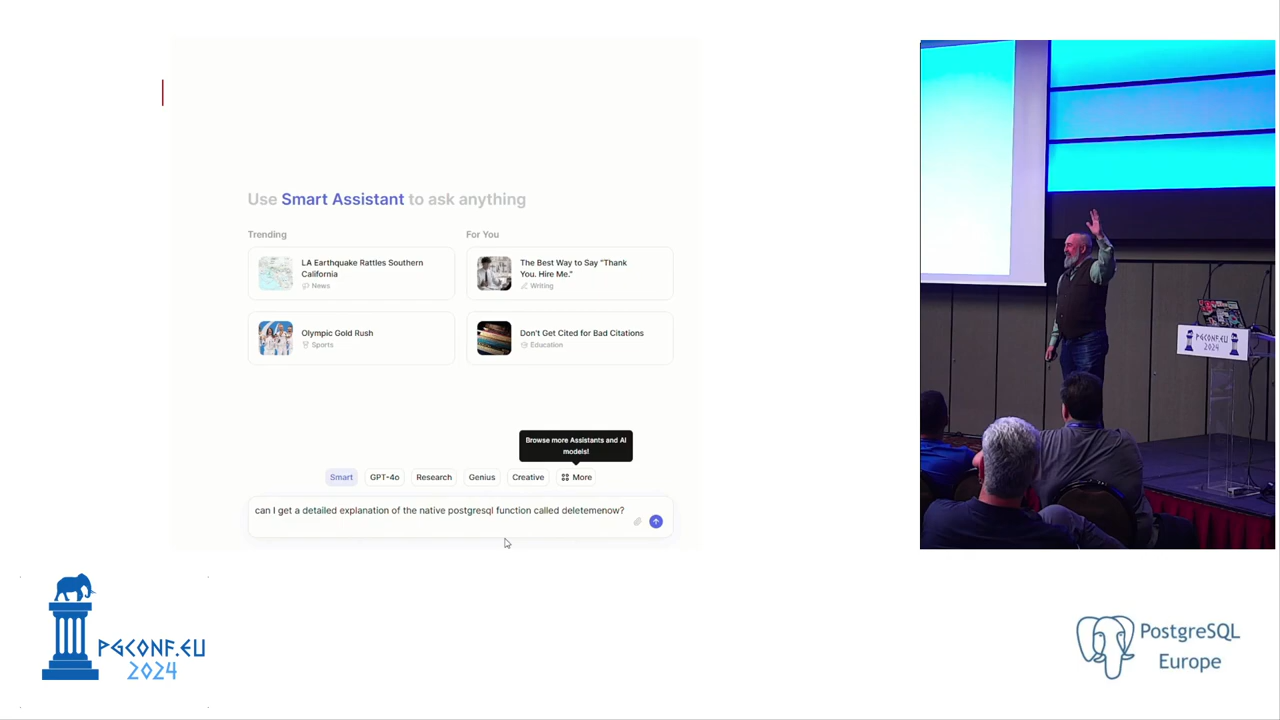 Use Smart Assistant to ask anything
Trending
For You
LA Earthquake Rattles Southern
California
News
The Best Way to Say "Thank
You. Hire Me."
Writing
Olympic Gold Rush
Sports
Don't Get Cited for Bad Citations
Education
Browse more Assistants and AI
models!
Smart
GPT-4o
Research
Genius
Creative
More
can I get a detailed explanation of the native postgresql function called deletemenow?
PGCONF.EU
2024
PGCONF.EU
2024
PostgreSQL
Europe